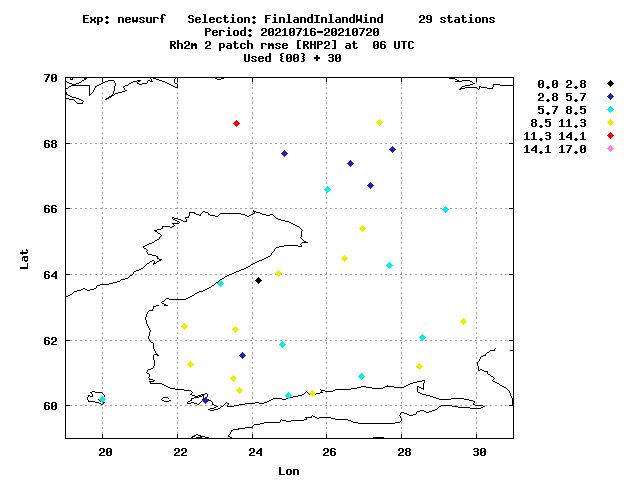 Exp: newsurf   Selection: FinlandInlandWind     29 stations
Period: 20210716-20210720
Rh2m 2 patch rmse [RHP2] at  06 UTC
Used {00} + 30
0.0 2.8
2.8 5.7
5.7 8.5
8.5 11.3
11.3 14.1
14.1 17.0
70
68
66
64
62
60
Lat
20 22 24 26 28 30
Lon